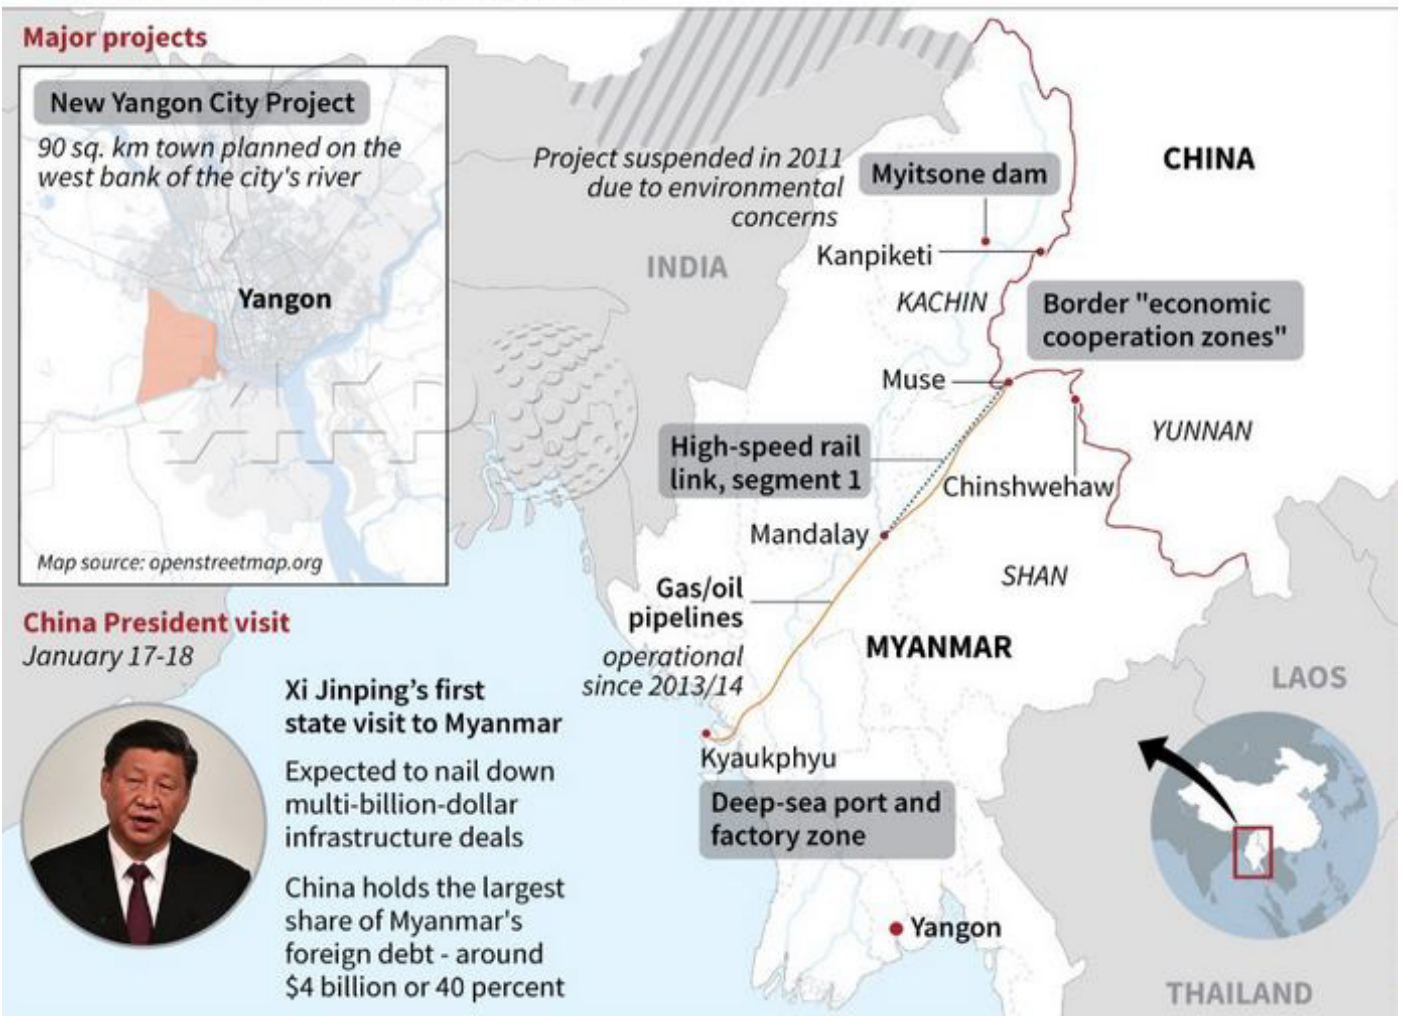 Major projects
New Yangon City Project
90 sq. km town planned on the
west bank of the city's river
Yangon
Map source: openstreetmap.org
Project suspended in 2011
due to environmental
concerns
Myitsone dam
CHINA
INDIA
Kanpiketi
KACHIN
Border "economic
cooperation zones"
Muse
YUNNAN
High-speed rail
link, segment 1
Chinshwehaw
Mandalay
SHAN
Gas/oil
pipelines
operational
since 2013/14
MYANMAR
LAOS
Kyaukphyu
Deep-sea port and
factory zone
Yangon
THAILAND
China President visit
January 17-18
Xi Jinping’s first
state visit to Myanmar
Expected to nail down
multi-billion-dollar
infrastructure deals
China holds the largest
share of Myanmar's
foreign debt - around
$4 billion or 40 percent